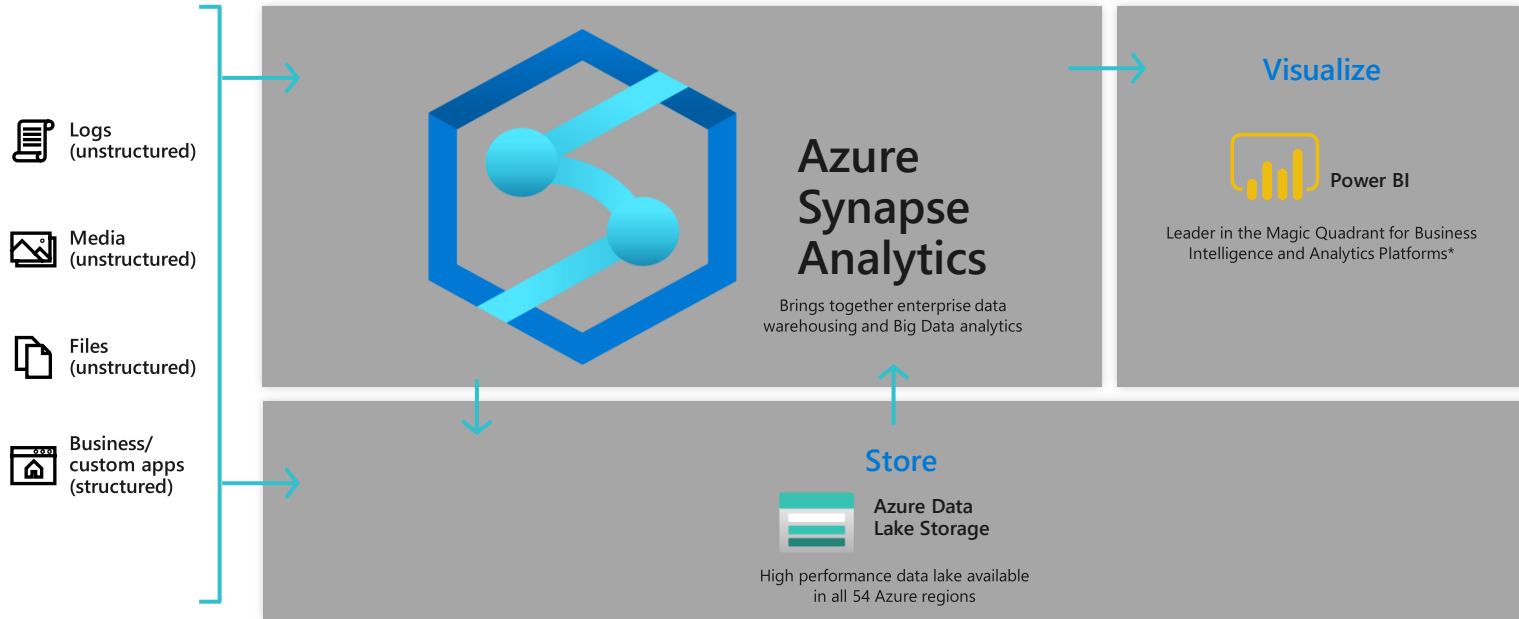 Logs
(unstructured)
Media
(unstructured)
Files
(unstructured)
Business/
custom apps
(structured)
Azure
Synapse
Analytics
Brings together enterprise data
warehousing and Big Data analytics
Visualize
Power BI
Leader in the Magic Quadrant for Business
Intelligence and Analytics Platforms*
Store
Azure Data
Lake Storage
High performance data lake available
in all 54 Azure regions